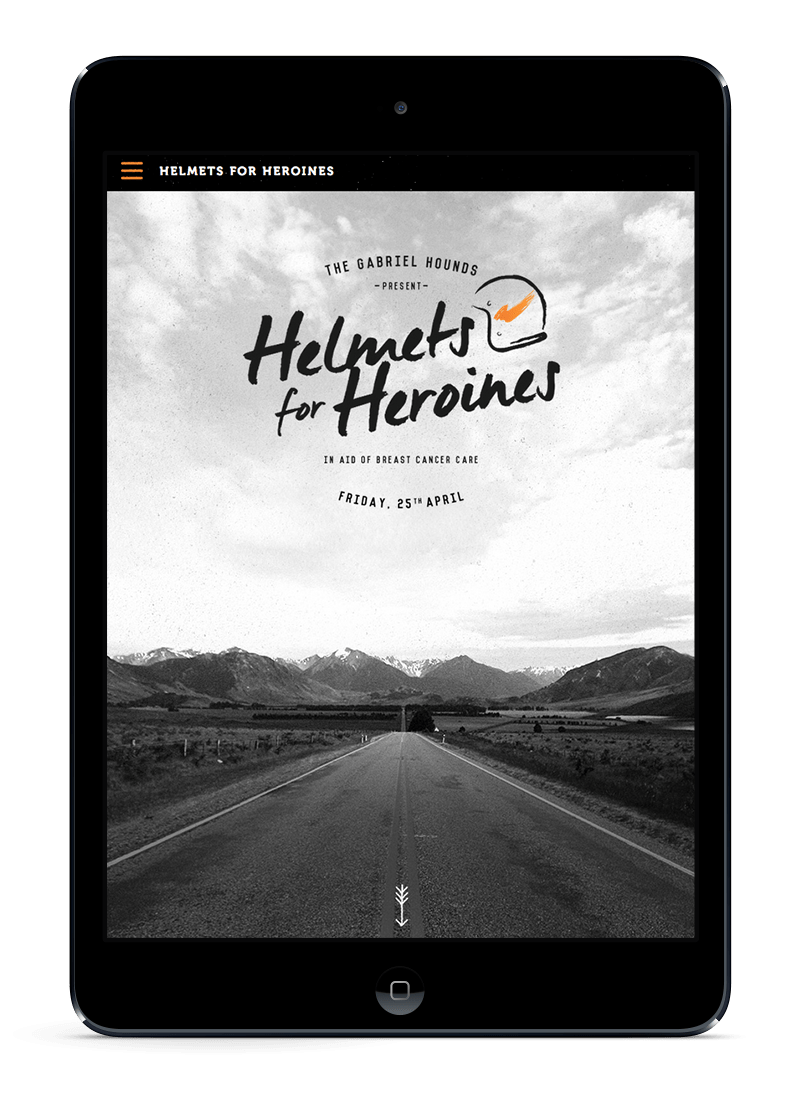 HELMETS FOR HEROINES
THE GABRIEL HOUNDS
–PRESENT–
Helmets
for Heroines
IN AID OF BREAST CANCER CARE
FRIDAY, 25TH APRIL